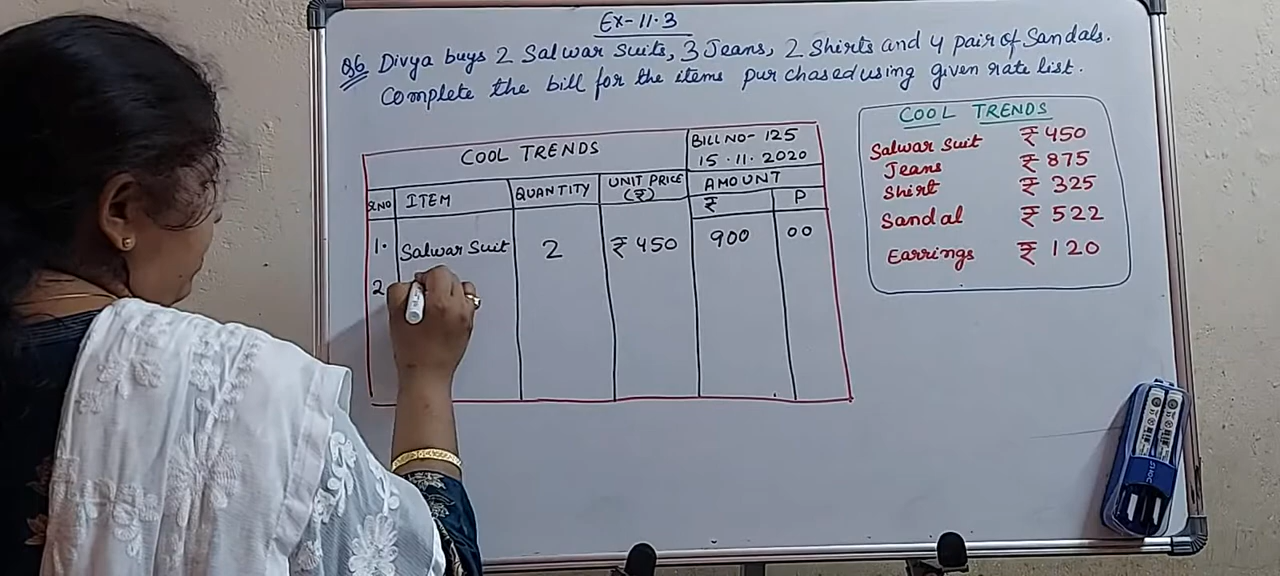 Ex-11.3
Q6 Divya buys 2 Salwar Suits, 3 Jeans, 2 Shirts and 4 pair of Sandals.
Complete the bill for the items purchased using given rate list.
COOL TRENDS
BILL NO- 125
15.11.2020
SR.NO ITEM QUANTITY UNIT PRICE (₹) AMOUNT
₹ P
1. Salwar Suit 2 ₹450 900 00
2
COOL TRENDS
Salwar Suit ₹450
Jeans ₹875
Shirt ₹325
Sandal ₹522
Earrings ₹120